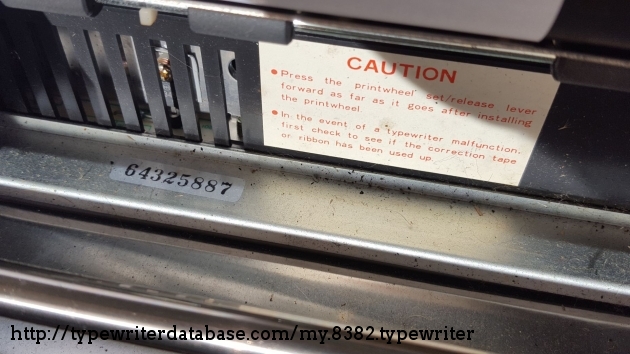 CAUTION
● Press the printwheel set/release lever
forward as far as it goes after installing
the printwheel.
● In the event of a typewriter malfunction,
first check to see if the correction tape
or ribbon has been used up.
64325887
http://typewriterdatabase.com/my.8382.typewriter